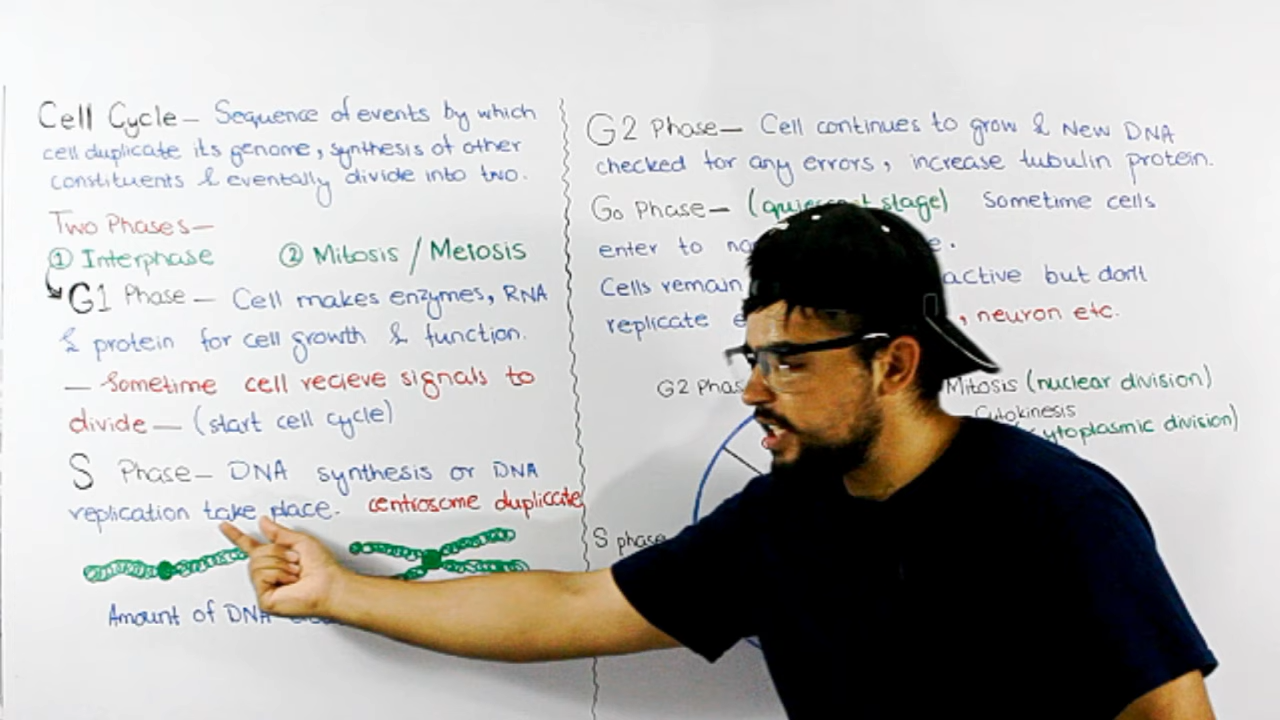 Cell Cycle – Sequence of events by which
cell duplicate its genome, synthesis of other
constituents & eventally divide into two.
Two Phases –
① Interphase ② Mitosis / Meiosis
G1 Phase – Cell makes enzymes, RNA
& protein for cell growth & function.
– Sometime cell recieve signals to
divide – (start cell cycle)
S Phase – DNA synthesis or DNA
replication take place. centrosome duplicate
Amount of DNA
G2 Phase – Cell continues to grow & New DNA
checked for any errors, increase tubulin protein.
G0 Phase – (quiescent stage) Sometime cells
enter to
Cells remain active but don't
replicate , neuron etc.
G2 Phas Mitosis (nuclear division)
Cytokinesis
cytoplasmic division)
S phase